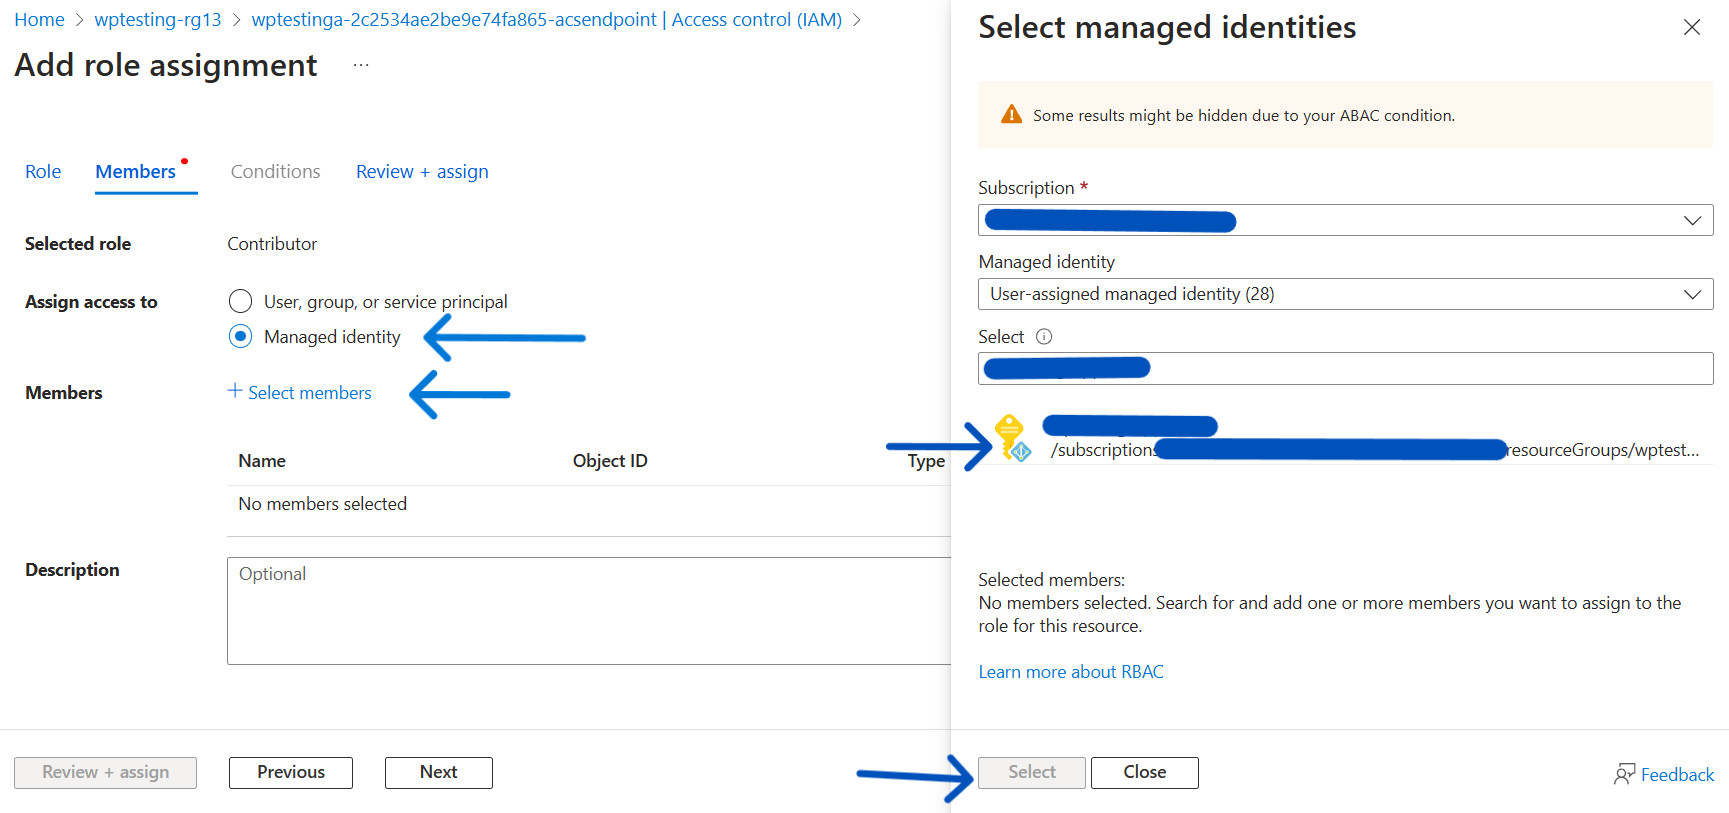 Home > wptesting-rg13 > wptestinga-2c2534ae2be9e74fa865-acsendpoint | Access control (IAM) >
Add role assignment ...
Role Members Conditions Review + assign
Selected role Contributor
Assign access to User, group, or service principal
Managed identity
Members + Select members
Name Object ID Type
No members selected
Description Optional
Review + assign Previous Next
Select managed identities
Some results might be hidden due to your ABAC condition.
Subscription *
Managed identity
User-assigned managed identity (28)
Select
/subscriptions
resourceGroups/wptest...
Selected members:
No members selected. Search for and add one or more members you want to assign to the
role for this resource.
Learn more about RBAC
Select Close Feedback